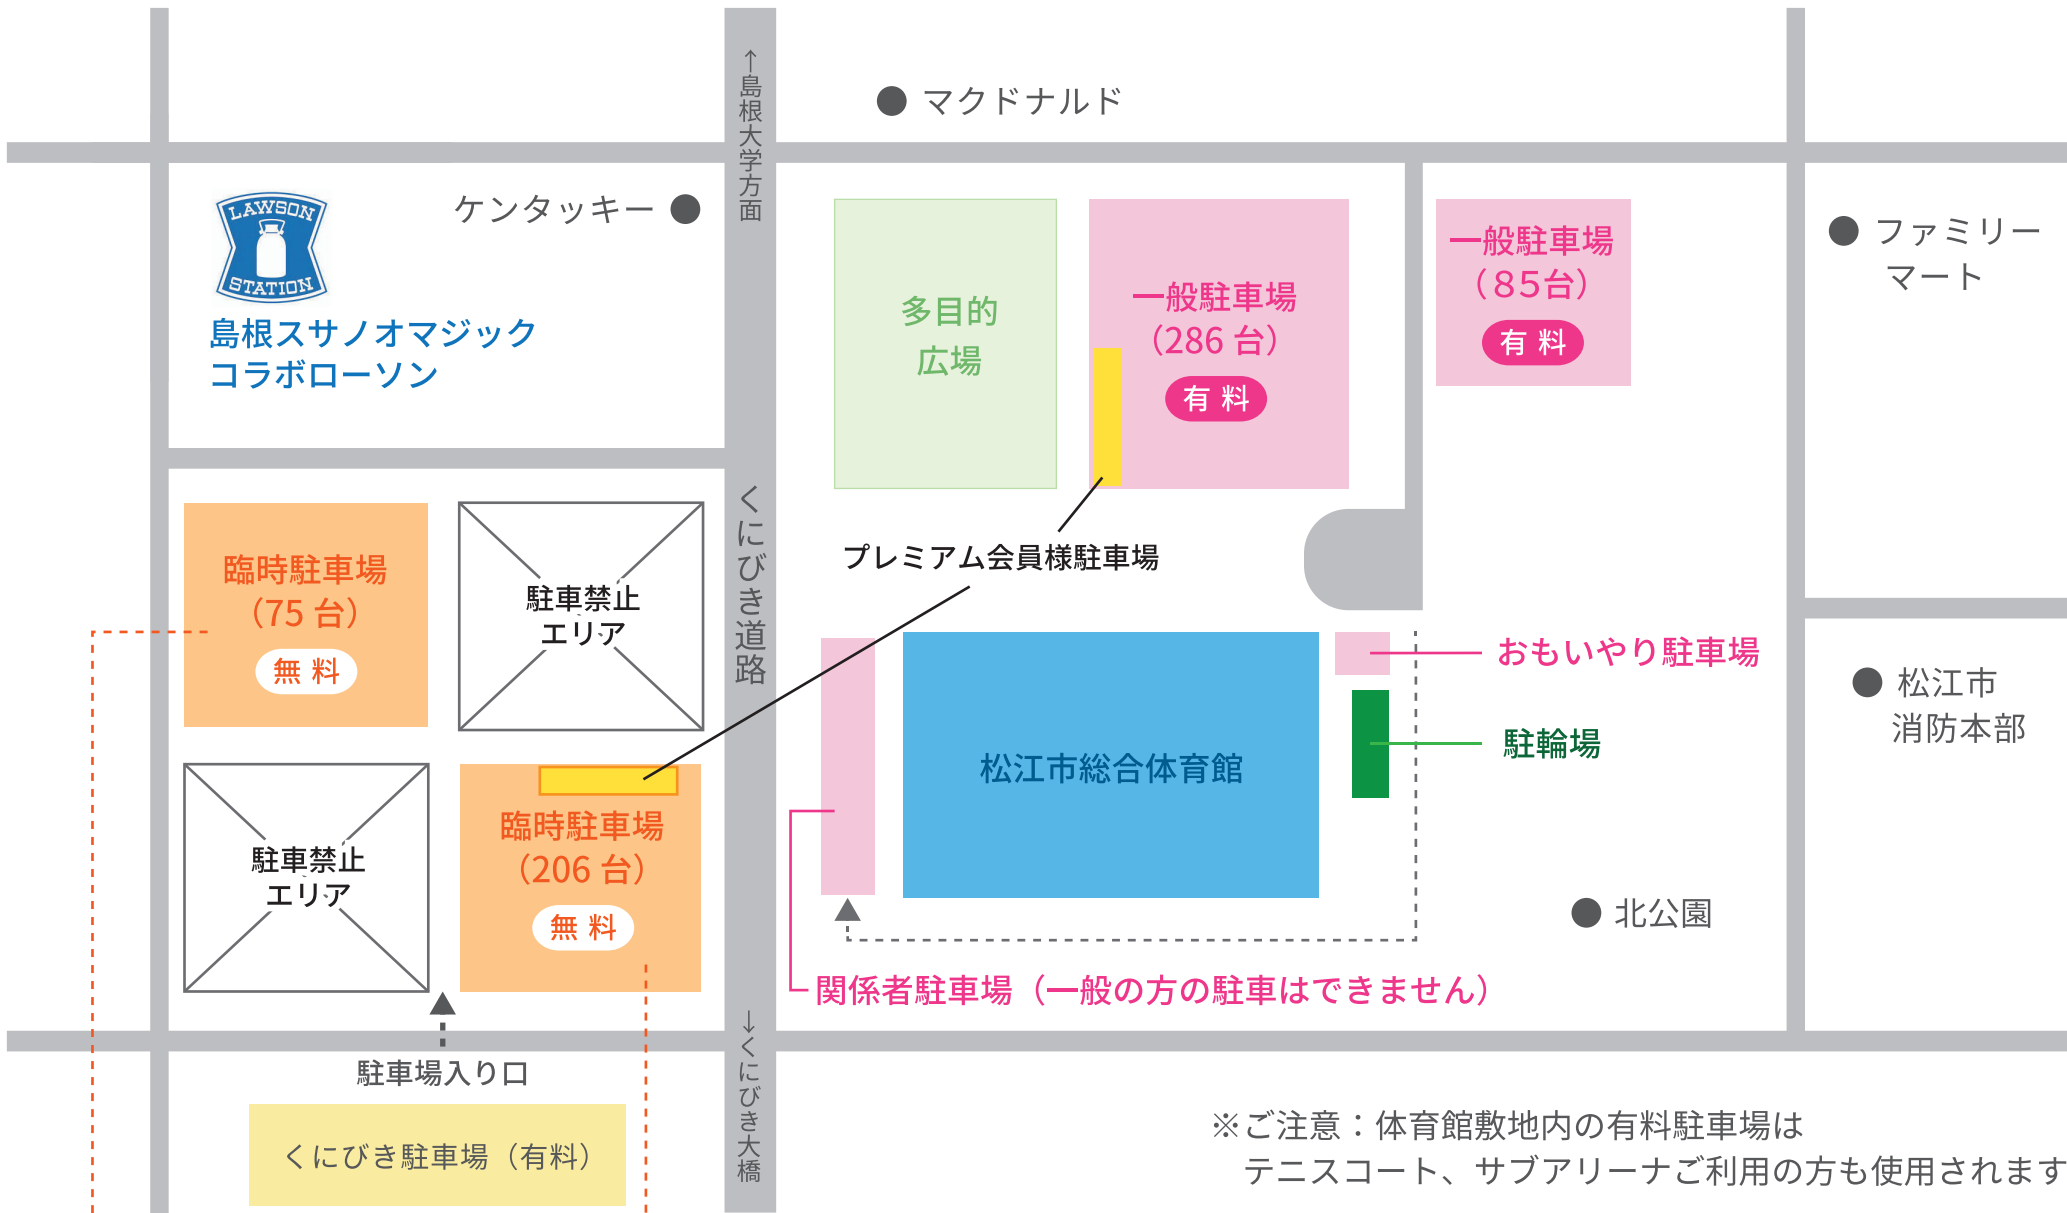 ↑島根大学方面
マクドナルド
LAWSON
STATION
ケンタッキー
島根スサノオマジック
コラボローソン
多目的
広場
一般駐車場
（286 台）
有 料
一般駐車場
（85台）
有 料
ファミリー
マート
くにびき道路
臨時駐車場
（75 台）
無 料
駐車禁止
エリア
プレミアム会員様駐車場
おもいやり駐車場
松江市
消防本部
駐輪場
松江市総合体育館
駐車禁止
エリア
臨時駐車場
（206 台）
無 料
北公園
関係者駐車場（一般の方の駐車はできません）
↓くにびき大橋
駐車場入り口
くにびき駐車場（有料）
※ご注意：体育館敷地内の有料駐車場は
テニスコート、サブアリーナご利用の方も使用されます